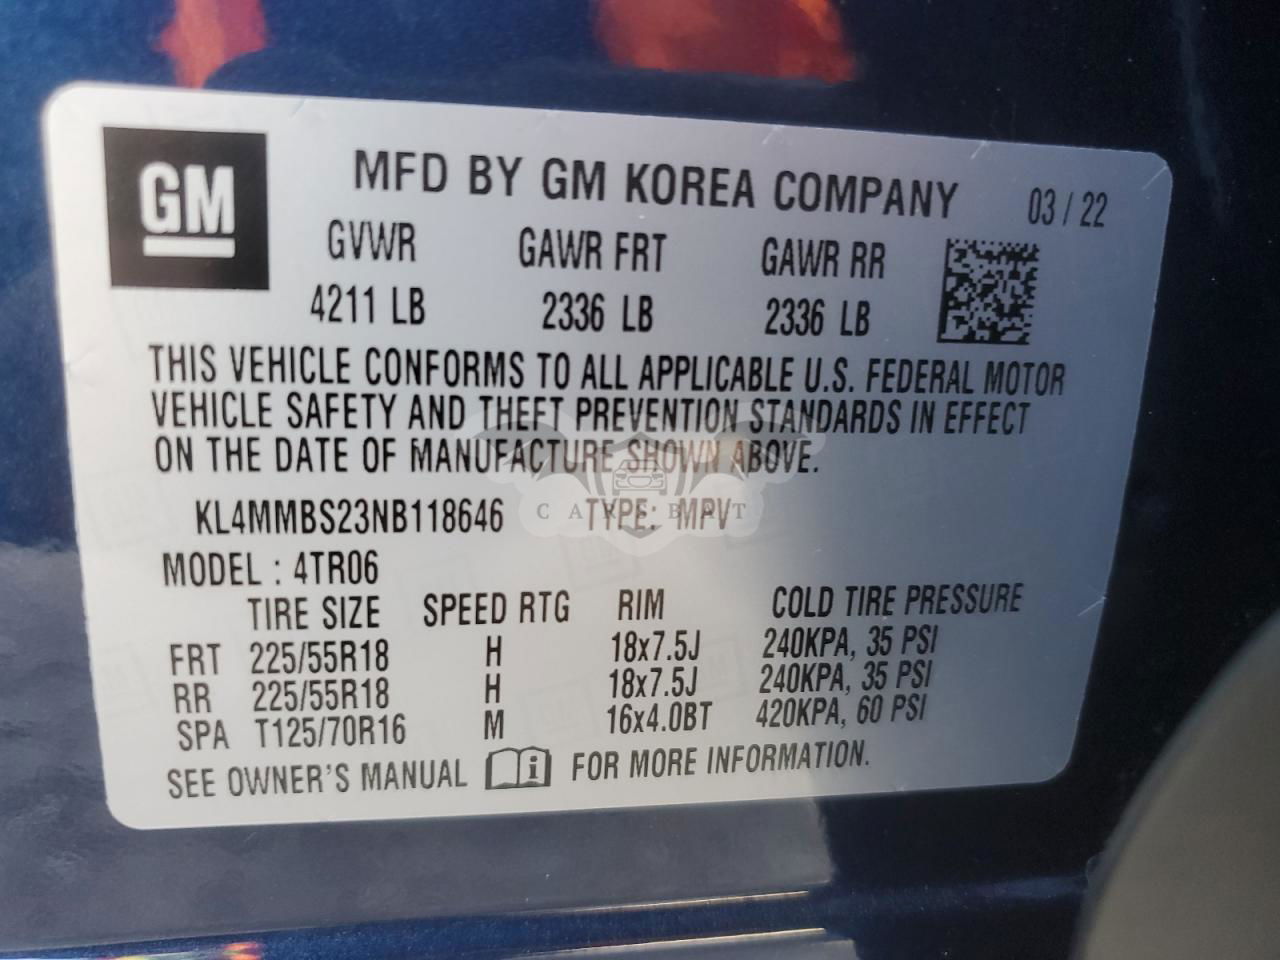 GM
MFD BY GM KOREA COMPANY 03 / 22
GVWR GAWR FRT GAWR RR
4211 LB 2336 LB 2336 LB
THIS VEHICLE CONFORMS TO ALL APPLICABLE U.S. FEDERAL MOTOR
VEHICLE SAFETY AND THEFT PREVENTION STANDARDS IN EFFECT
ON THE DATE OF MANUFACTURE SHOWN ABOVE.
KL4MMBS23NB118646 TYPE: MPV
CARSBAT
MODEL : 4TR06
TIRE SIZE SPEED RTG RIM COLD TIRE PRESSURE
FRT 225/55R18 H 18x7.5J 240KPA, 35 PSI
RR 225/55R18 H 18x7.5J 240KPA, 35 PSI
SPA T125/70R16 M 16x4.0BT 420KPA, 60 PSI
SEE OWNER'S MANUAL i FOR MORE INFORMATION.